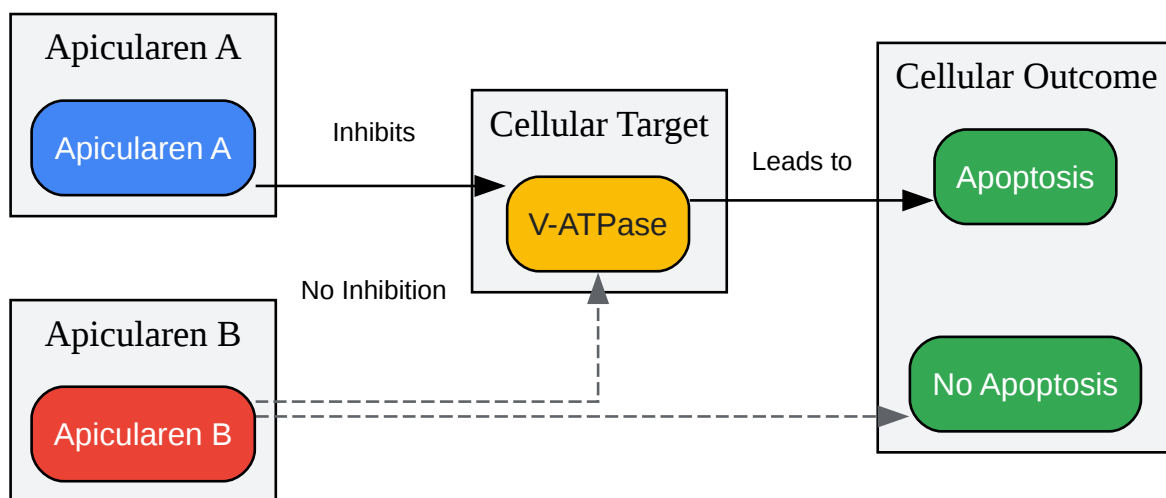 Apicularen A
Apicularen A
Inhibits
Cellular Target
V-ATPase
Leads to
Cellular Outcome
Apoptosis
No Apoptosis
No Inhibition
Apicularen B
Apicularen B